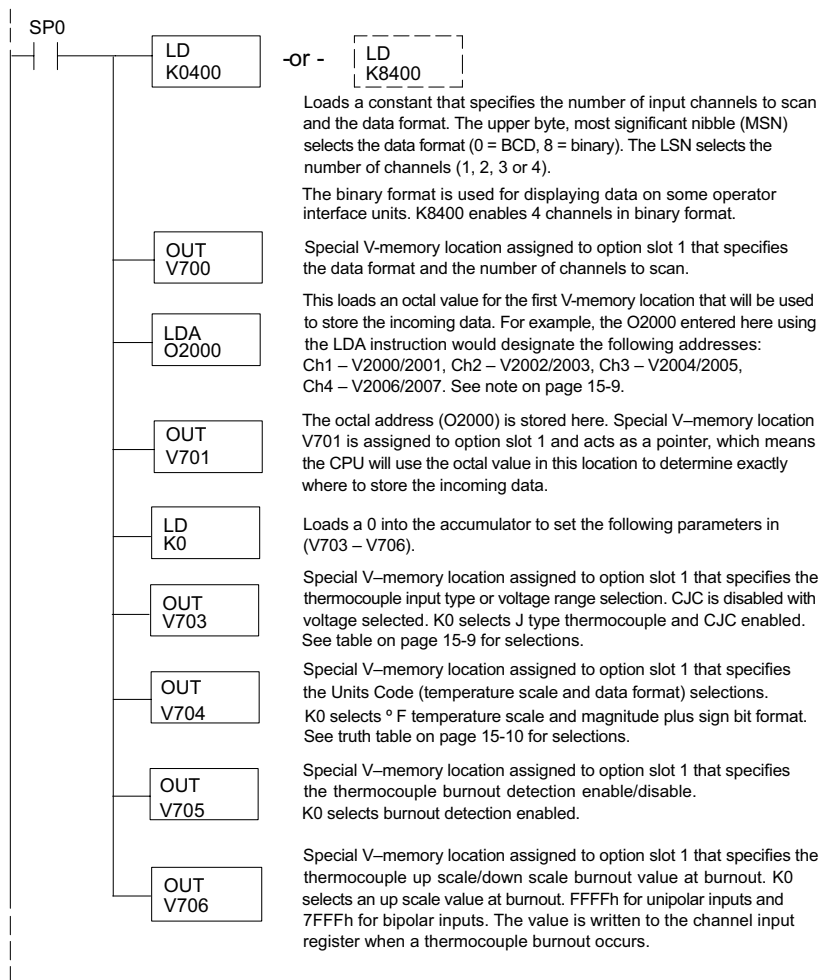 SP0
LD
K0400
-or -
LD
K8400
Loads a constant that specifies the number of input channels to scan
and the data format. The upper byte, most significant nibble (MSN)
selects the data format (0 = BCD, 8 = binary). The LSN selects the
number of channels (1, 2, 3 or 4).
The binary format is used for displaying data on some operator
interface units. K8400 enables 4 channels in binary format.
OUT
V700
Special V-memory location assigned to option slot 1 that specifies
the data format and the number of channels to scan.
LDA
O2000
This loads an octal value for the first V-memory location that will be used
to store the incoming data. For example, the O2000 entered here using
the LDA instruction would designate the following addresses:
Ch1 – V2000/2001, Ch2 – V2002/2003, Ch3 – V2004/2005,
Ch4 – V2006/2007. See note on page 15-9.
OUT
V701
The octal address (O2000) is stored here. Special V–memory location
V701 is assigned to option slot 1 and acts as a pointer, which means
the CPU will use the octal value in this location to determine exactly
where to store the incoming data.
LD
K0
Loads a 0 into the accumulator to set the following parameters in
(V703 – V706).
OUT
V703
Special V–memory location assigned to option slot 1 that specifies the
thermocouple input type or voltage range selection. CJC is disabled with
voltage selected. K0 selects J type thermocouple and CJC enabled.
See table on page 15-9 for selections.
OUT
V704
Special V–memory location assigned to option slot 1 that specifies
the Units Code (temperature scale and data format) selections.
K0 selects º F temperature scale and magnitude plus sign bit format.
See truth table on page 15-10 for selections.
OUT
V705
Special V–memory location assigned to option slot 1 that specifies
the thermocouple burnout detection enable/disable.
K0 selects burnout detection enabled.
OUT
V706
Special V–memory location assigned to option slot 1 that specifies the
thermocouple up scale/down scale burnout value at burnout. K0
selects an up scale value at burnout. FFFFh for unipolar inputs and
7FFFh for bipolar inputs. The value is written to the channel input
register when a thermocouple burnout occurs.